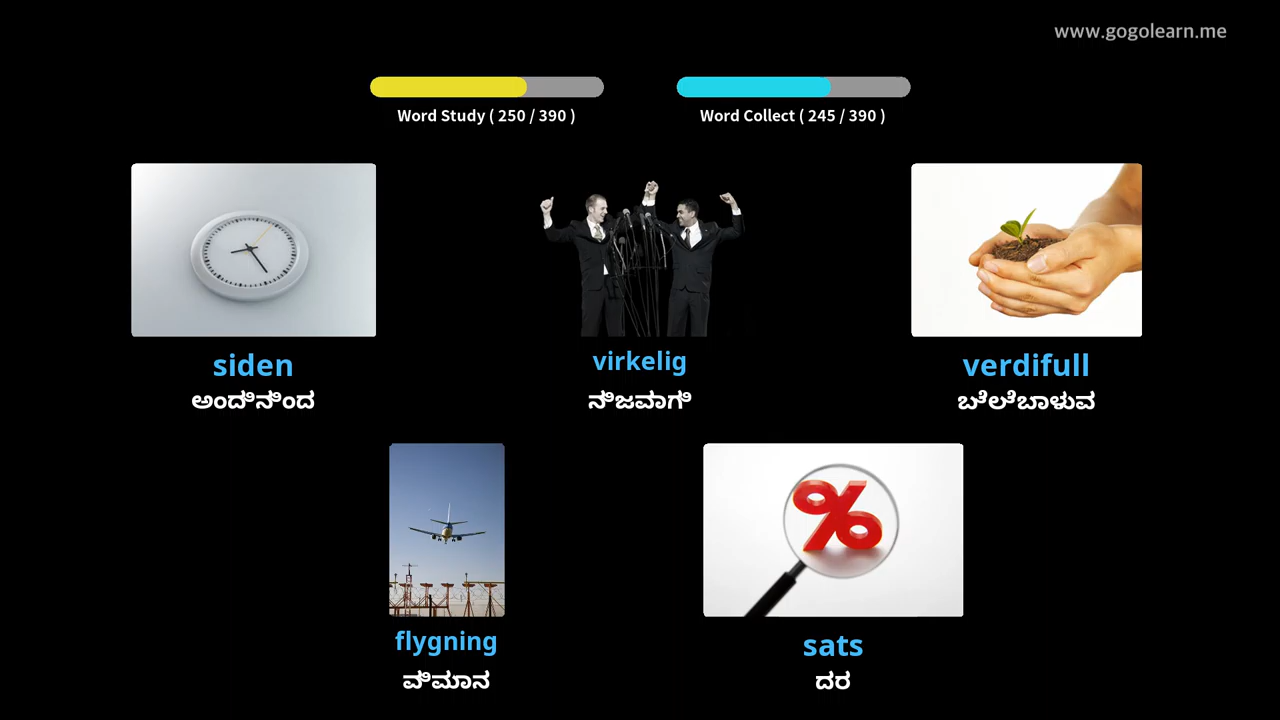 www.gogolearn.me
Word Study ( 250 / 390 )
Word Collect ( 245 / 390 )
siden
ಅಂದಿನಿಂದ
virkelig
ನಿಜವಾಗಿ
verdifull
ಬೆಲೆಬಾಳುವ
flygning
ವಿಮಾನ
sats
ದರ